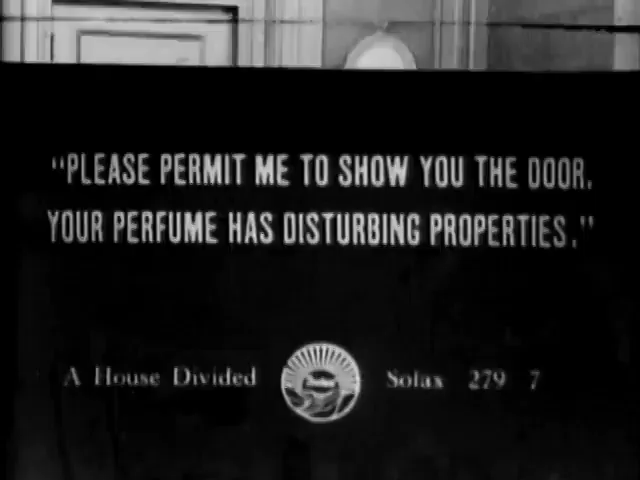 "PLEASE PERMIT ME TO SHOW YOU THE DOOR.
YOUR PERFUME HAS DISTURBING PROPERTIES."
A House Divided Solax 279 7